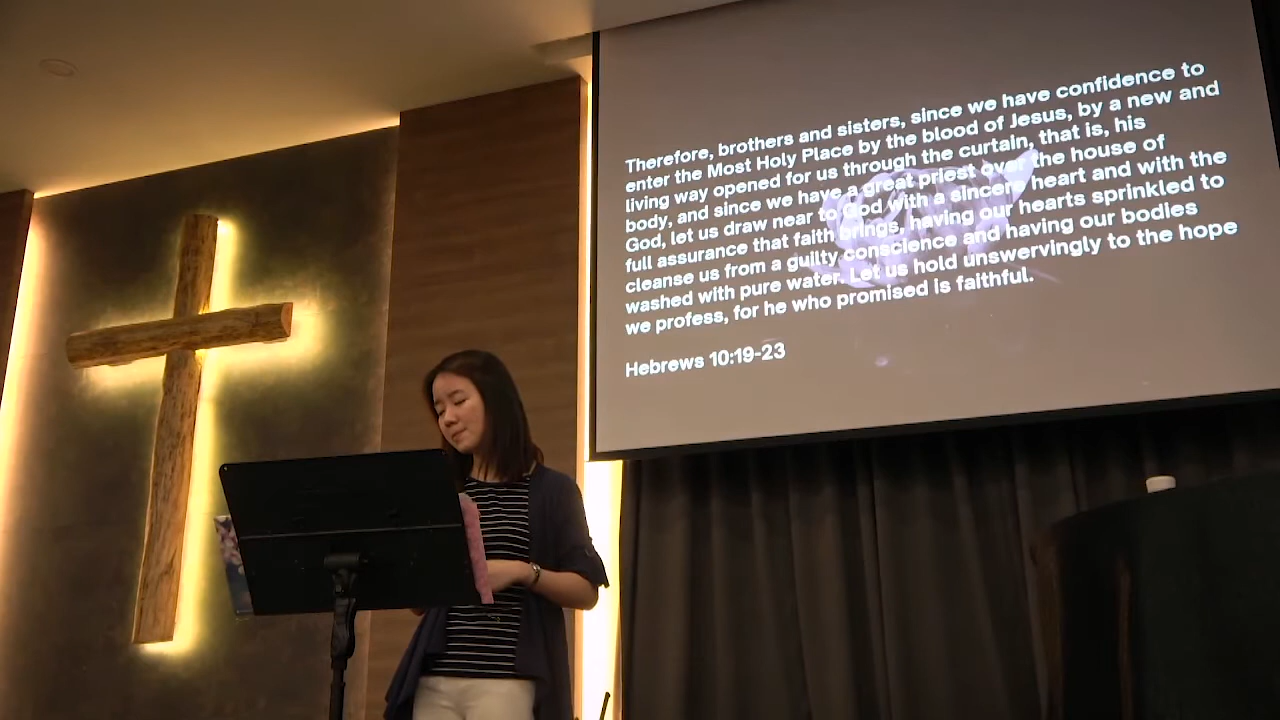 Therefore, brothers and sisters, since we have confidence to
enter the Most Holy Place by the blood of Jesus, by a new and
living way opened for us through the curtain, that is, his
body, and since we have a great priest over the house of
God, let us draw near to God with a sincere heart and with the
full assurance that faith brings, having our hearts sprinkled to
cleanse us from a guilty conscience and having our bodies
washed with pure water. Let us hold unswervingly to the hope
we profess, for he who promised is faithful.
Hebrews 10:19-23